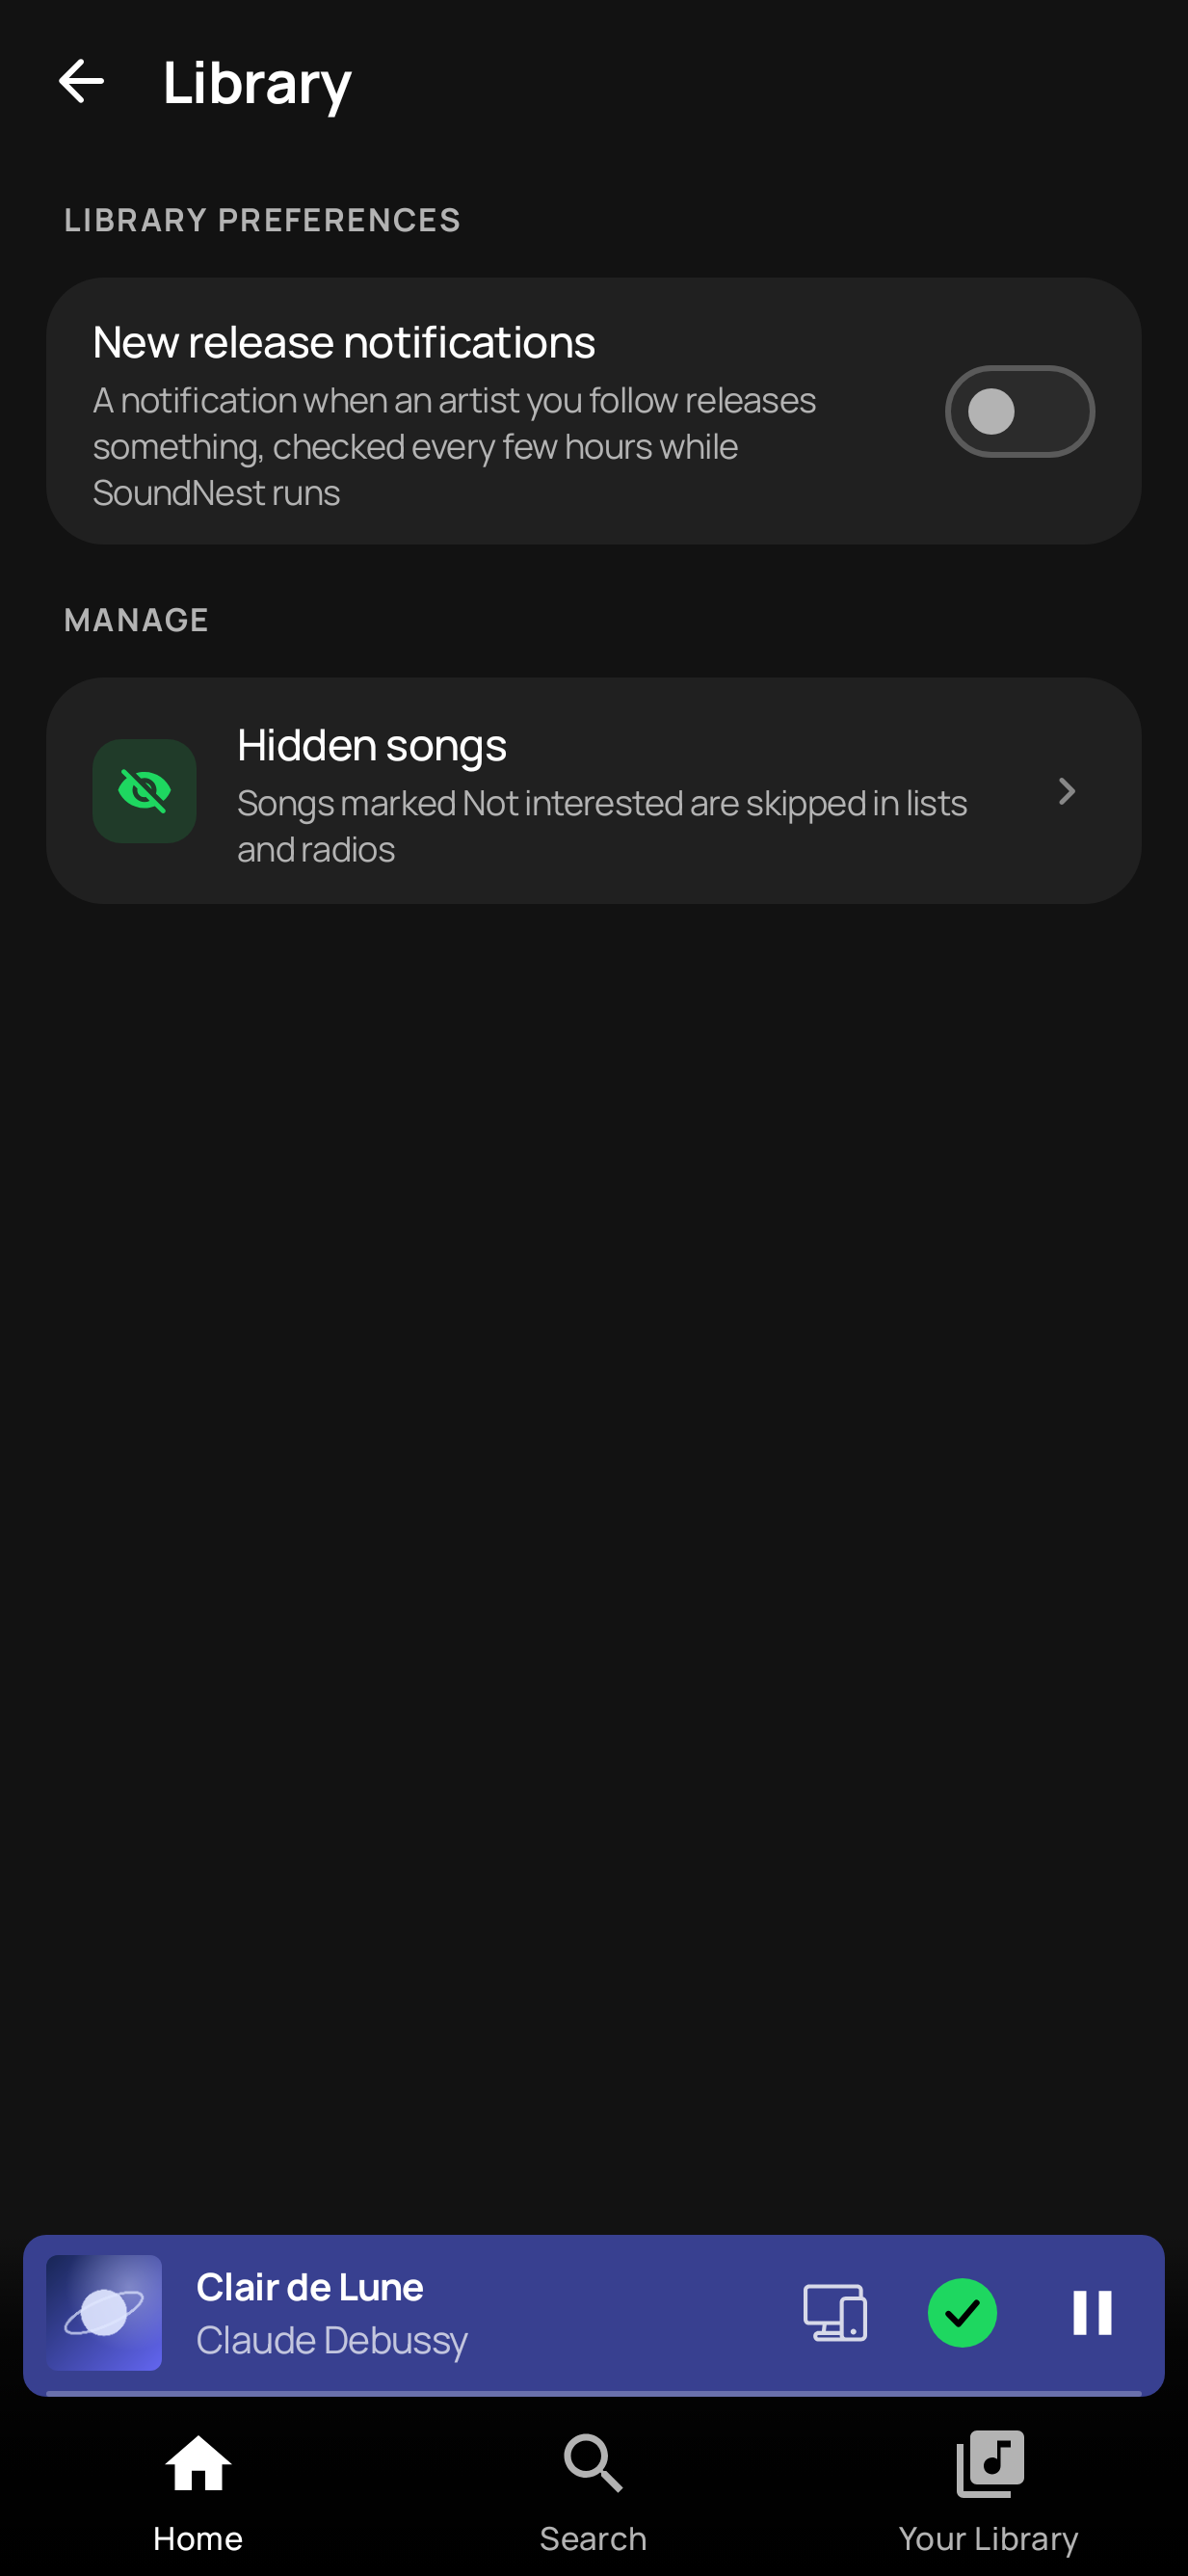 Library
LIBRARY PREFERENCES
New release notifications
A notification when an artist you follow releases
something, checked every few hours while
SoundNest runs
MANAGE
Hidden songs
Songs marked Not interested are skipped in lists
and radios
Clair de Lune
Claude Debussy
Home
Search
Your Library